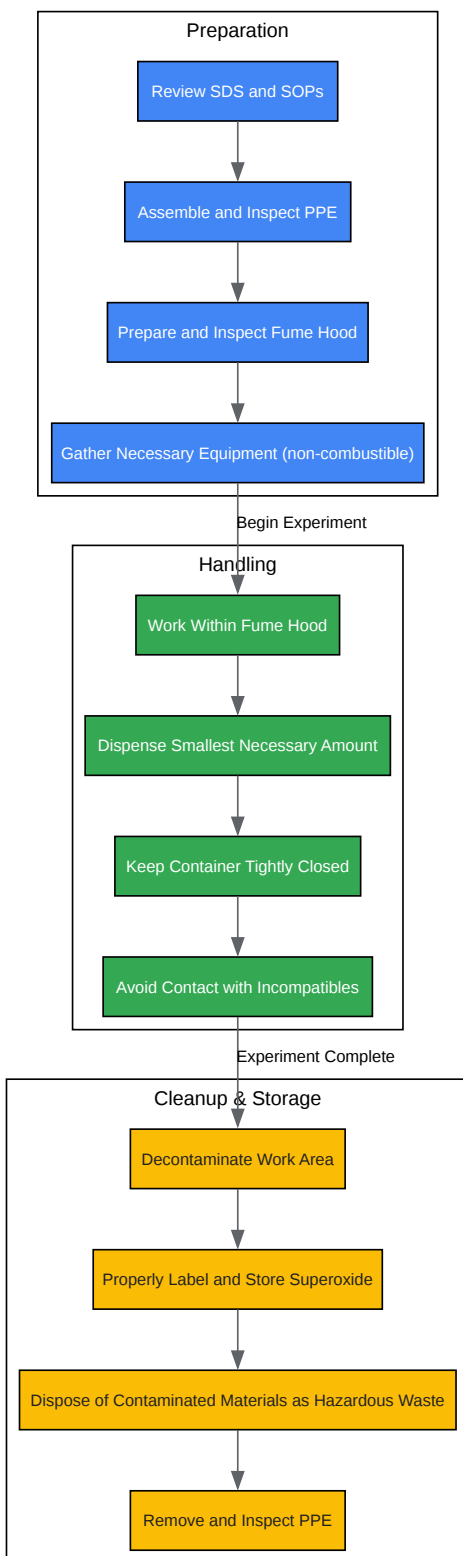 Preparation
Review SDS and SOPs
Assemble and Inspect PPE
Prepare and Inspect Fume Hood
Gather Necessary Equipment (non-combustible)
Begin Experiment
Handling
Work Within Fume Hood
Dispense Smallest Necessary Amount
Keep Container Tightly Closed
Avoid Contact with Incompatibles
Experiment Complete
Cleanup & Storage
Decontaminate Work Area
Properly Label and Store Superoxide
Dispose of Contaminated Materials as Hazardous Waste
Remove and Inspect PPE